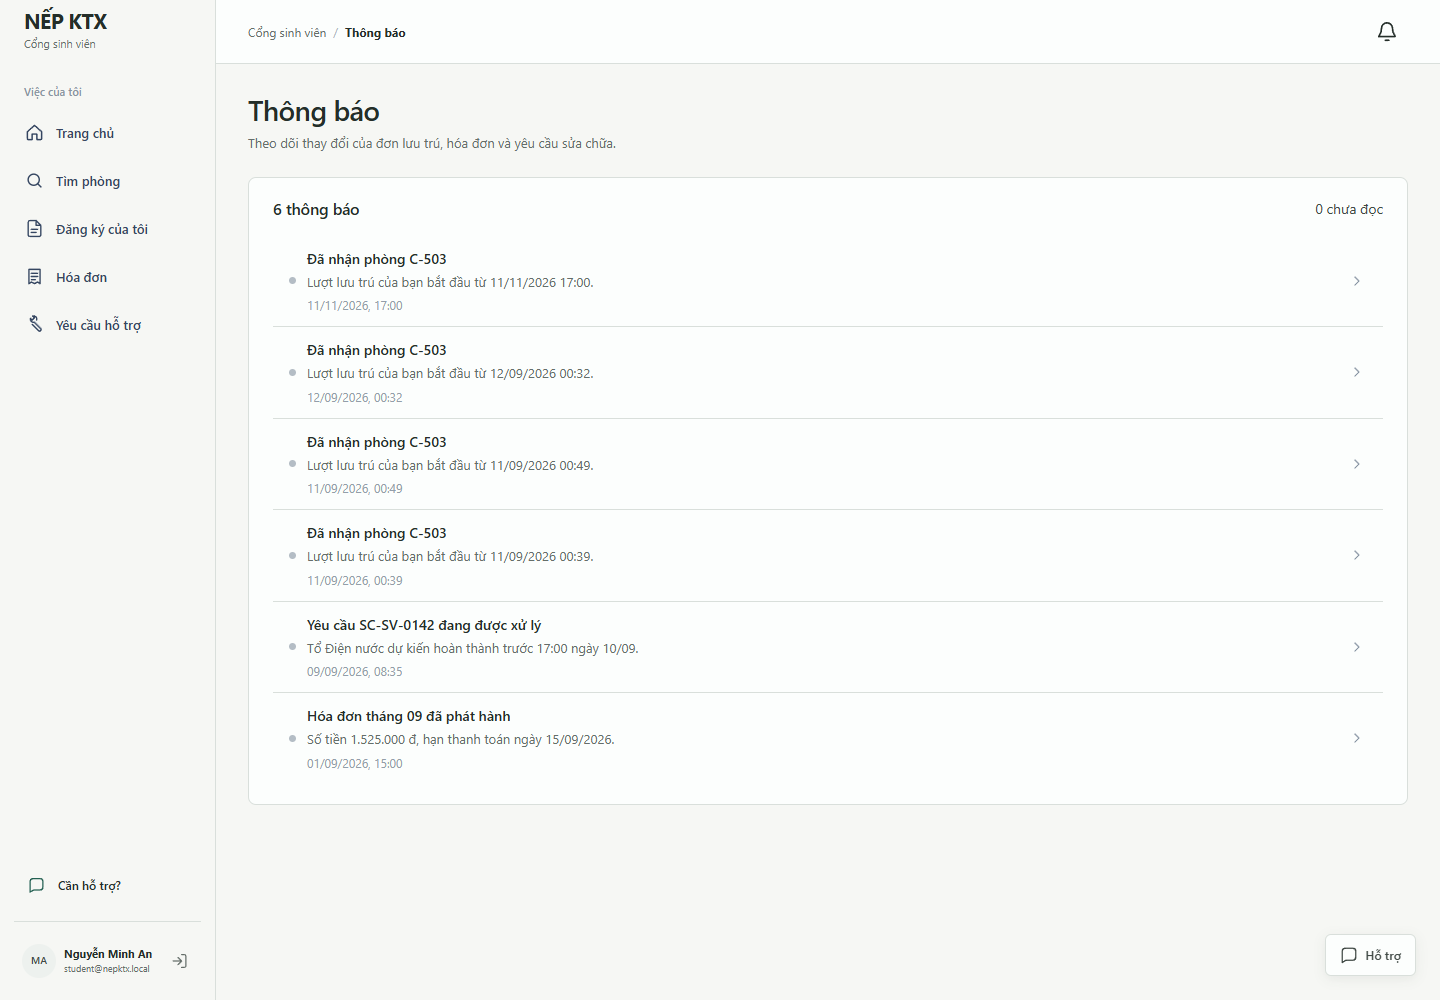 NẾP KTX
Cổng sinh viên
Việc của tôi
Trang chủ
Tìm phòng
Đăng ký của tôi
Hóa đơn
Yêu cầu hỗ trợ
Cần hỗ trợ?
MA
Nguyễn Minh An
student@nepktx.local
Cổng sinh viên / Thông báo
Thông báo
Theo dõi thay đổi của đơn lưu trú, hóa đơn và yêu cầu sửa chữa.
6 thông báo
0 chưa đọc
Đã nhận phòng C-503
Lượt lưu trú của bạn bắt đầu từ 11/11/2026 17:00.
11/11/2026, 17:00
Đã nhận phòng C-503
Lượt lưu trú của bạn bắt đầu từ 12/09/2026 00:32.
12/09/2026, 00:32
Đã nhận phòng C-503
Lượt lưu trú của bạn bắt đầu từ 11/09/2026 00:49.
11/09/2026, 00:49
Đã nhận phòng C-503
Lượt lưu trú của bạn bắt đầu từ 11/09/2026 00:39.
11/09/2026, 00:39
Yêu cầu SC-SV-0142 đang được xử lý
Tổ Điện nước dự kiến hoàn thành trước 17:00 ngày 10/09.
09/09/2026, 08:35
Hóa đơn tháng 09 đã phát hành
Số tiền 1.525.000 đ, hạn thanh toán ngày 15/09/2026.
01/09/2026, 15:00
Hỗ trợ